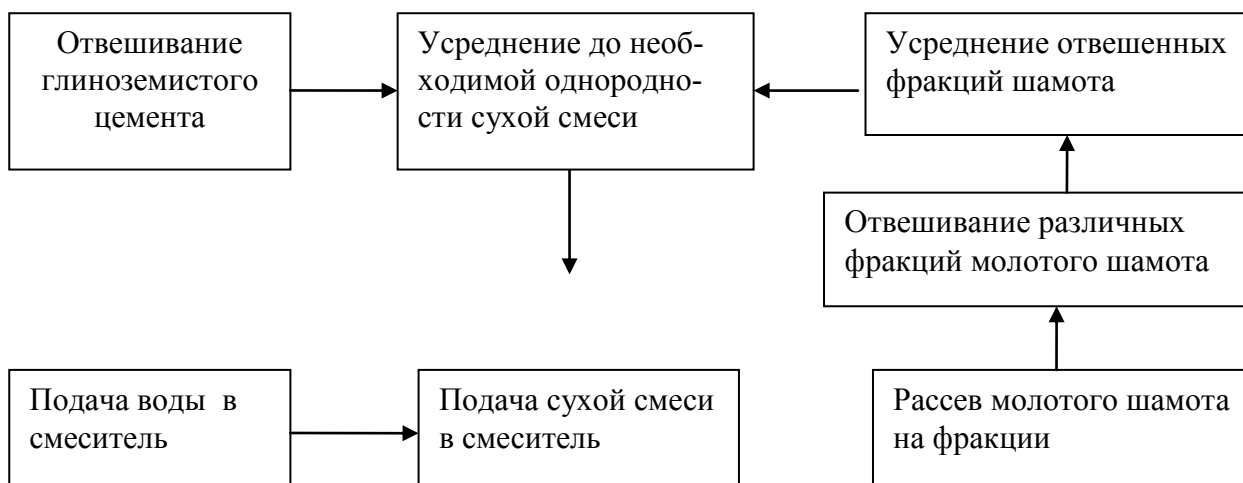 Отвешивание
глиноземистого
цемента
Усреднение до необ-
ходимой однородно-
сти сухой смеси
Усреднение отвешенных
фракций шамота
Отвешивание различных
фракций молотого шамота
Подача воды в
смеситель
Подача сухой смеси
в смеситель
Рассев молотого шамота
на фракции